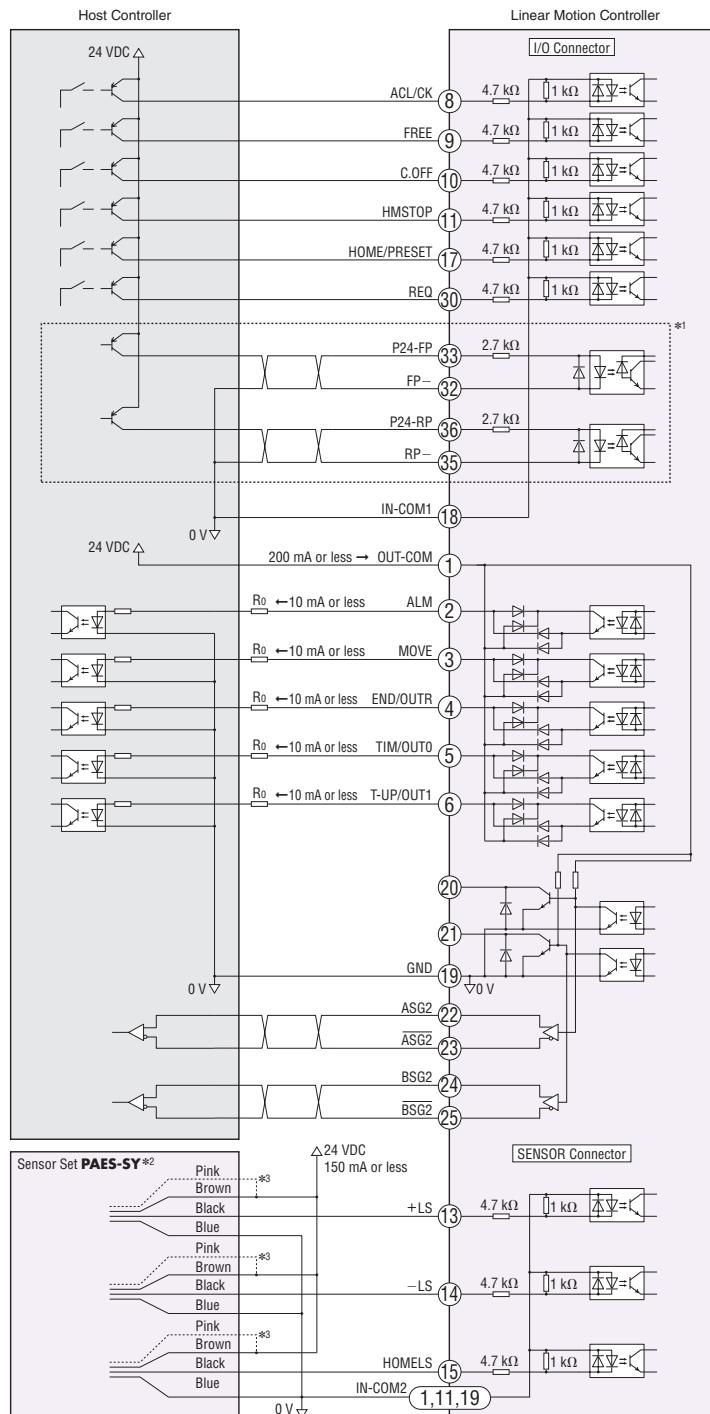 Host Controller
Linear Motion Controller
24 VDC
I/O Connector
ACL/CK 8 4.7 kΩ 1 kΩ
FREE 9 4.7 kΩ 1 kΩ
C.OFF 10 4.7 kΩ 1 kΩ
HMSTOP 11 4.7 kΩ 1 kΩ
HOME/PRESET 17 4.7 kΩ 1 kΩ
REQ 30 4.7 kΩ 1 kΩ
*1
P24-FP 33 2.7 kΩ
FP− 32
P24-RP 36 2.7 kΩ
RP− 35
IN-COM1 18
0 V
24 VDC
200 mA or less → OUT-COM 1
R0 ←10 mA or less ALM 2
R0 ←10 mA or less MOVE 3
R0 ←10 mA or less END/OUTR 4
R0 ←10 mA or less TIM/OUT0 5
R0 ←10 mA or less T-UP/OUT1 6
20
21
GND 19
0 V 0 V
ASG2 22
ASG2 23
BSG2 24
BSG2 25
Sensor Set PAES-SY*2
24 VDC
150 mA or less
SENSOR Connector
Pink
*3
Brown
Black +LS 13 4.7 kΩ 1 kΩ
Blue
Pink
*3
Brown
Black −LS 14 4.7 kΩ 1 kΩ
Blue
Pink
*3
Brown
Black HOMELS 15 4.7 kΩ 1 kΩ
Blue IN-COM2 1,11,19
0 V